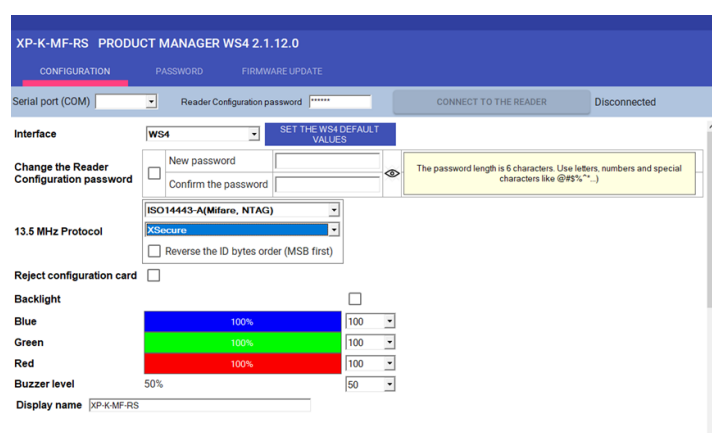 XP-K-MF-RS PRODUCT MANAGER WS4 2.1.12.0
CONFIGURATION PASSWORD FIRMWARE UPDATE
Serial port (COM) Reader Configuration password ****** CONNECT TO THE READER Disconnected
Interface WS4 SET THE WS4 DEFAULT VALUES
Change the Reader Configuration password
New password
Confirm the password
The password length is 6 characters. Use letters, numbers and special
characters like @#$%^*...)
13.5 MHz Protocol
ISO14443-A(Mifare, NTAG)
XSecure
Reverse the ID bytes order (MSB first)
Reject configuration card
Backlight
Blue 100% 100
Green 100% 100
Red 100% 100
Buzzer level 50% 50
Display name XP-K-MF-RS